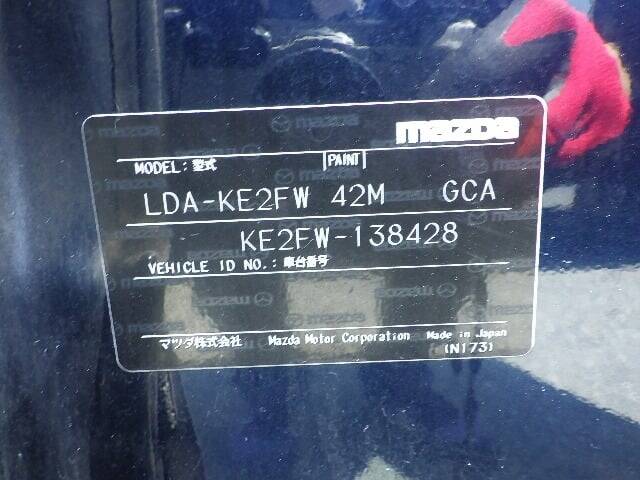 mazda
MODEL: 型式 PAINT
LDA-KE2FW 42M GCA
KE2FW-138428
VEHICLE ID NO.: 車台番号
マツダ株式会社 Mazda Motor Corporation Made in Japan
(N173)